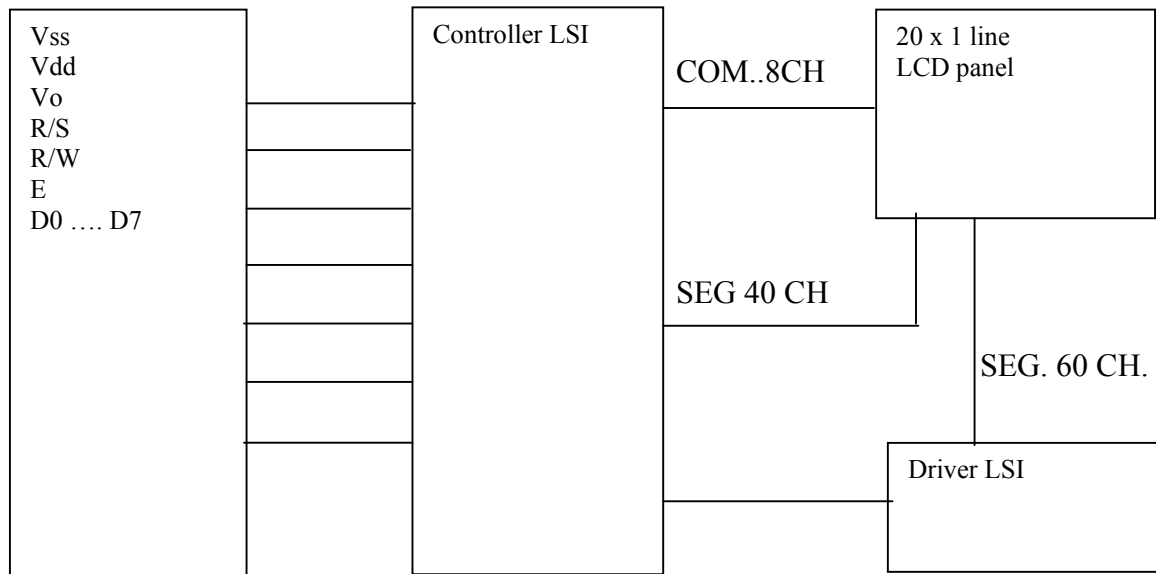 Vss
Vdd
Vo
R/S
R/W
E
D0 …. D7
Controller LSI
COM..8CH
20 x 1 line
LCD panel
SEG 40 CH
SEG. 60 CH.
Driver LSI